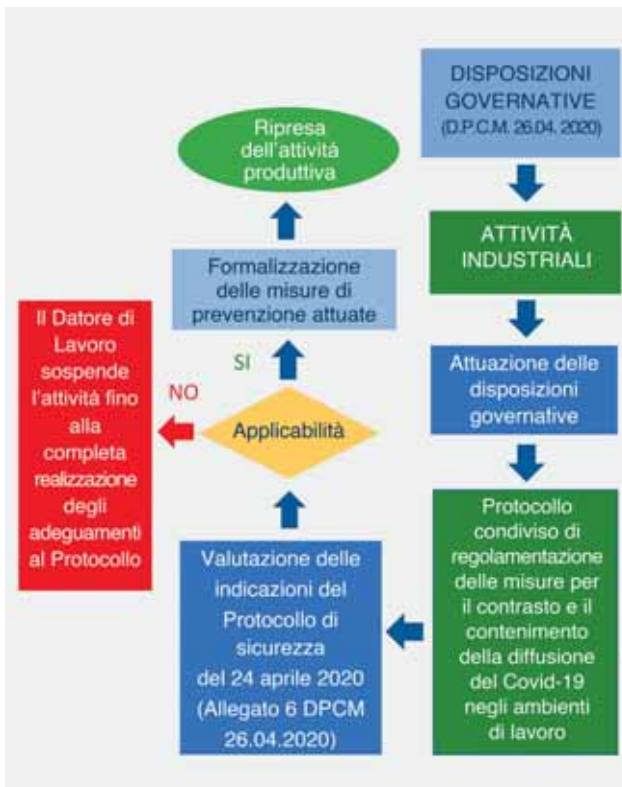 DISPOSIZIONI
GOVERNATIVE
(D.P.C.M. 26.04. 2020)
ATTIVITÀ
INDUSTRIALI
Attuazione delle
disposizioni
governative
Protocollo
condiviso di
regolamentazione
delle misure per
il contrasto e il
contenimento
della diffusione
del Covid-19
negli ambienti
di lavoro
Valutazione delle
indicazioni del
Protocollo di
sicurezza
del 24 aprile 2020
(Allegato 6 DPCM
26.04.2020)
Applicabilità
NO
Il Datore di
Lavoro
sospende
l'attività fino
alla
completa
realizzazione
degli
adeguamenti
al Protocollo
SI
Formalizzazione
delle misure di
prevenzione attuate
Ripresa
dell'attività
produttiva